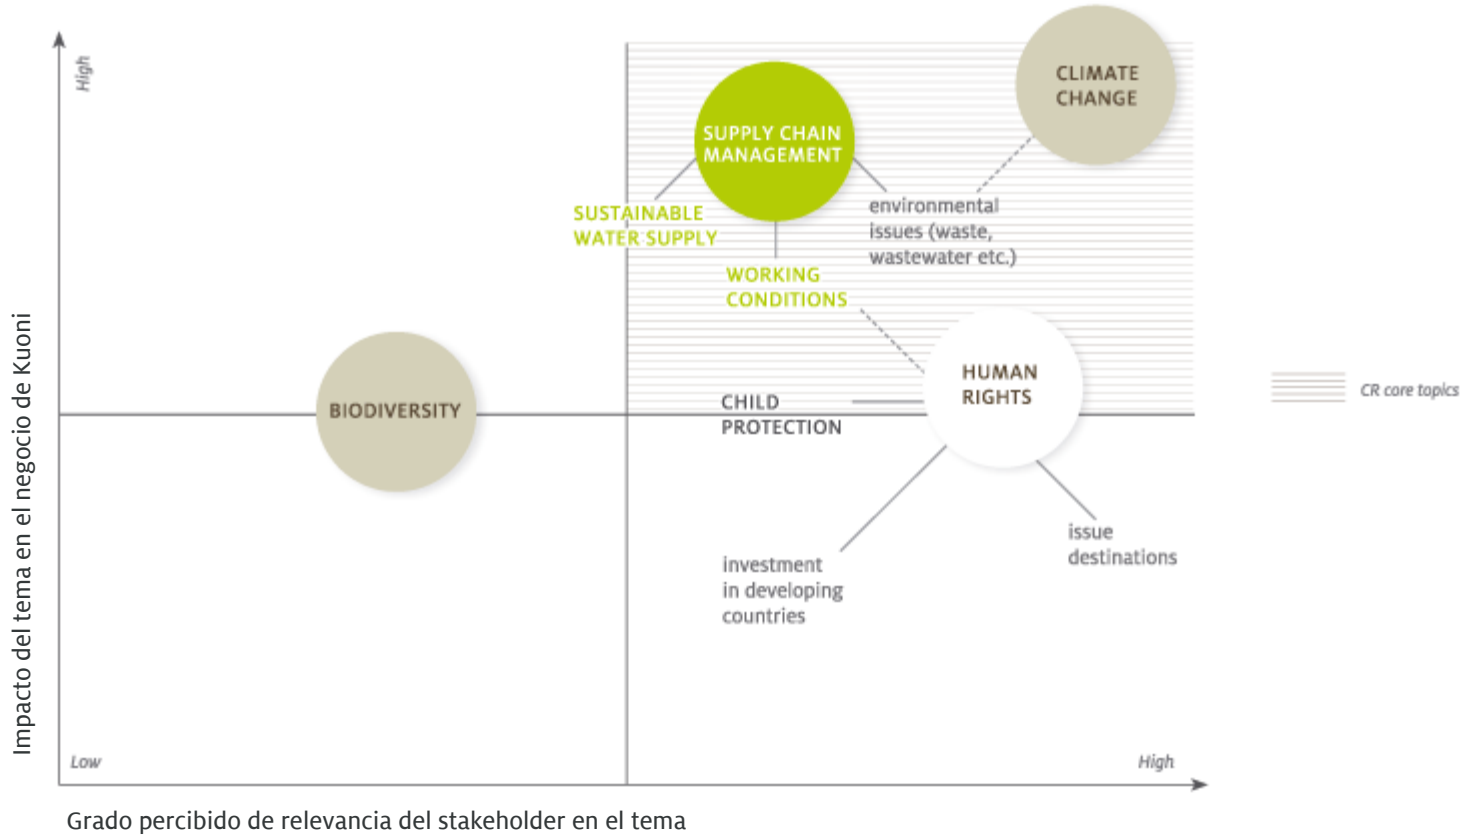 High
CLIMATE
CHANGE
SUPPLY CHAIN
MANAGEMENT
SUSTAINABLE
WATER SUPPLY
environmental
issues (waste,
wastewater etc.)
WORKING
CONDITIONS
Impacto del tema en el negocio de Kuoni
BIODIVERSITY
HUMAN
RIGHTS
CHILD
PROTECTION
CR core topics
issue
destinations
investment
in developing
countries
Low
High
Grado percibido de relevancia del stakeholder en el tema